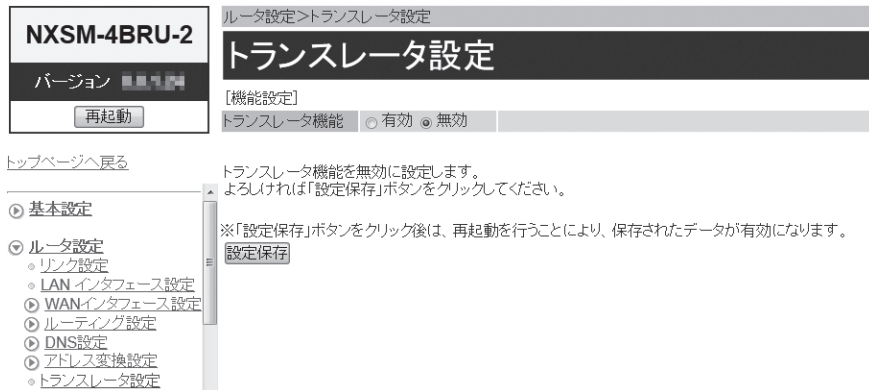 NXSM-4BRU-2
バージョン
再起動
トップページへ戻る
基本設定
ルータ設定
リンク設定
LAN インタフェース設定
WANインタフェース設定
ルーティング設定
DNS設定
アドレス変換設定
トランスレータ設定
ルータ設定>トランスレータ設定
トランスレータ設定
[機能設定]
トランスレータ機能 有効 無効
トランスレータ機能を無効に設定します。
よろしければ「設定保存」ボタンをクリックしてください。
※「設定保存」ボタンをクリック後は、再起動を行うことにより、保存されたデータが有効になります。
設定保存